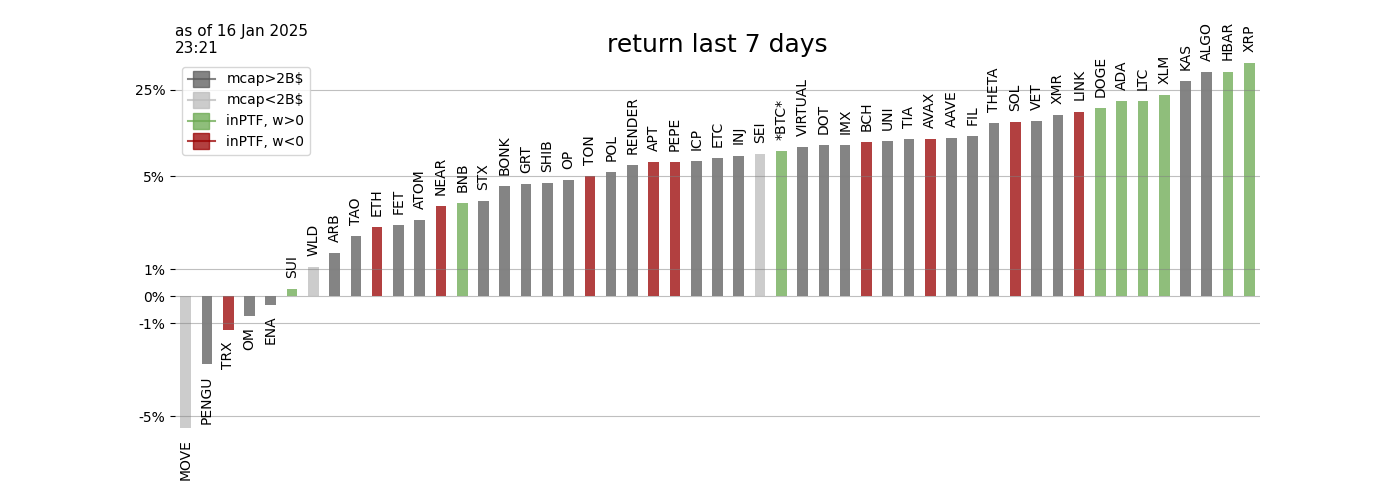 as of 16 Jan 2025
23:21
return last 7 days
mcap>2B$
mcap<2B$
inPTF, w>0
inPTF, w<0
25%
5%
1%
0%
-1%
-5%
MOVE
PENGU
TRX
OM
ENA
SUI
WLD
ARB
TAO
ETH
FET
ATOM
NEAR
BNB
STX
BONK
GRT
SHIB
OP
TON
POL
RENDER
APT
PEPE
ICP
ETC
INJ
SEI
*BTC*
VIRTUAL
DOT
IMX
BCH
UNI
TIA
AVAX
AAVE
FIL
THETA
SOL
VET
XMR
LINK
DOGE
ADA
LTC
XLM
KAS
ALGO
HBAR
XRP